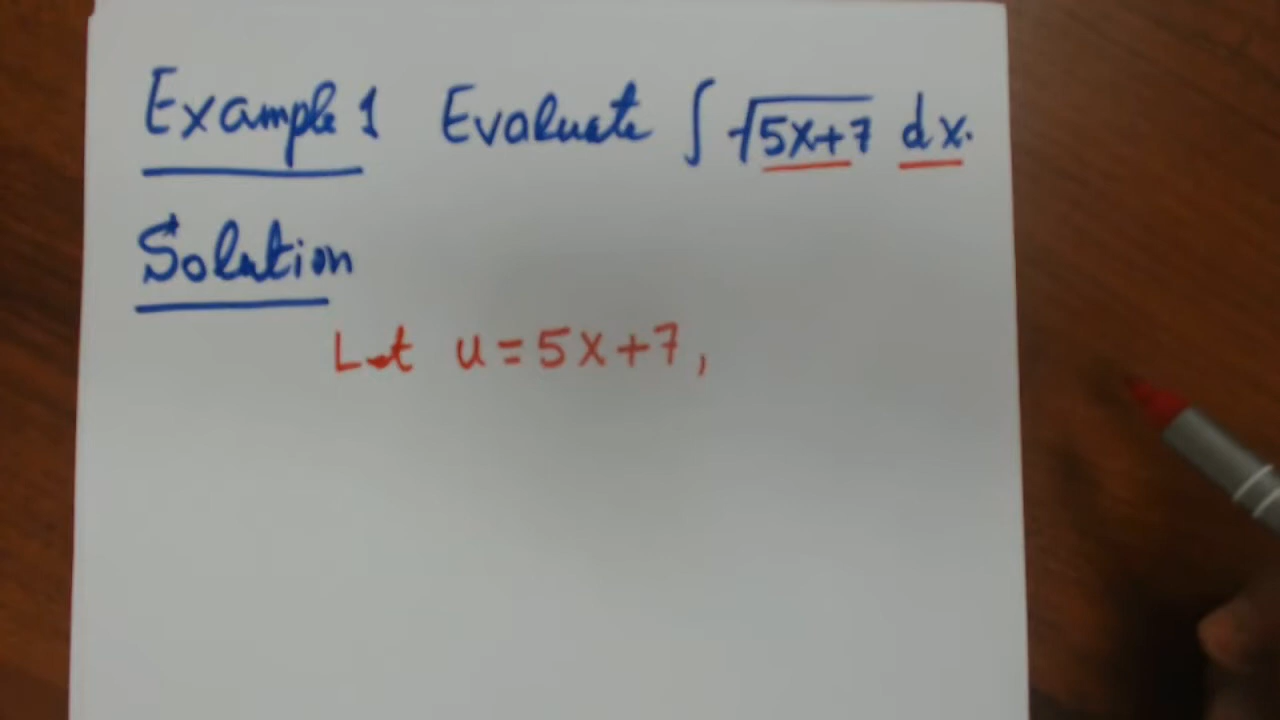 Example 1 Evaluate ∫ √5x+7 dx.
Solution
Let u = 5x+7,